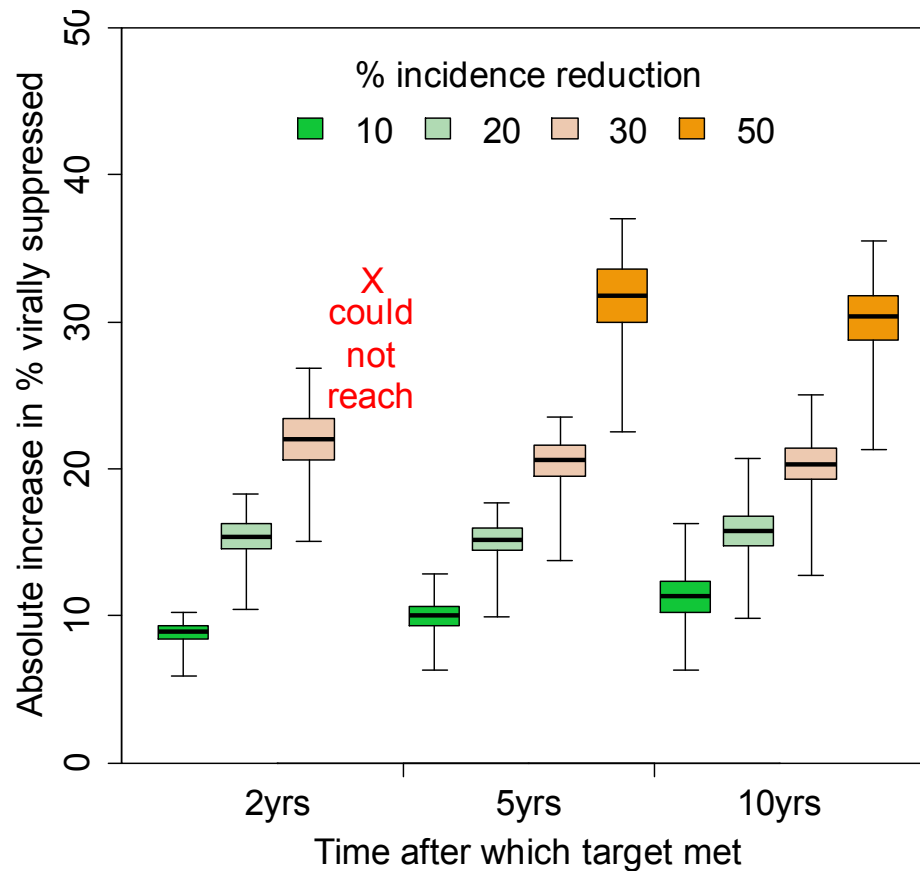 % incidence reduction
10 20 30 50
Absolute increase in % virally suppressed
50
40
30
20
10
0
X
could
not
reach
2yrs 5yrs 10yrs
Time after which target met